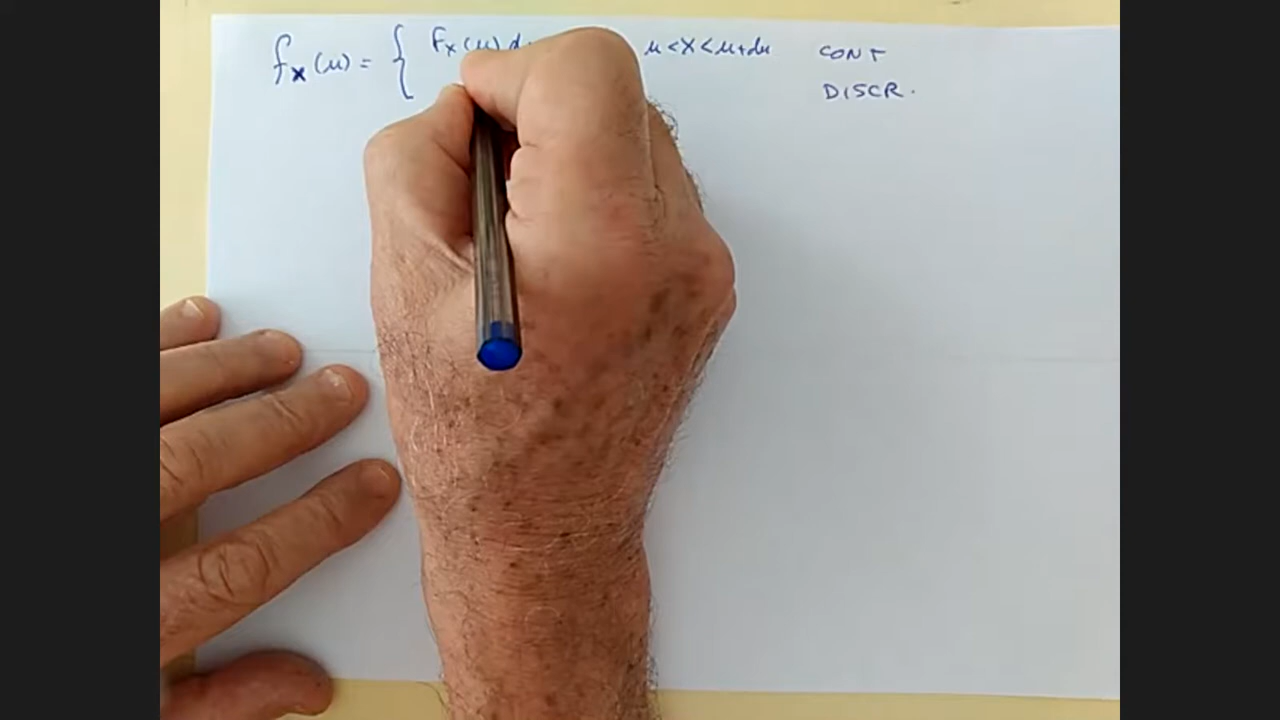 fₓ(u) = { fₓ(u) d u < X < u+du CONT
DISCR.